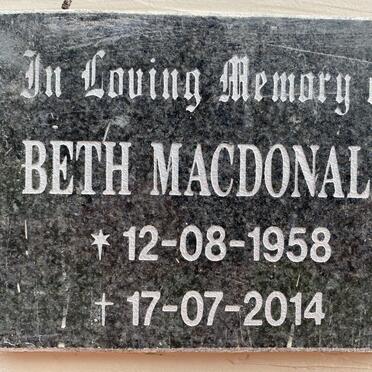 In Loving Memory
BETH MACDONAL
* 12-08-1958
† 17-07-2014